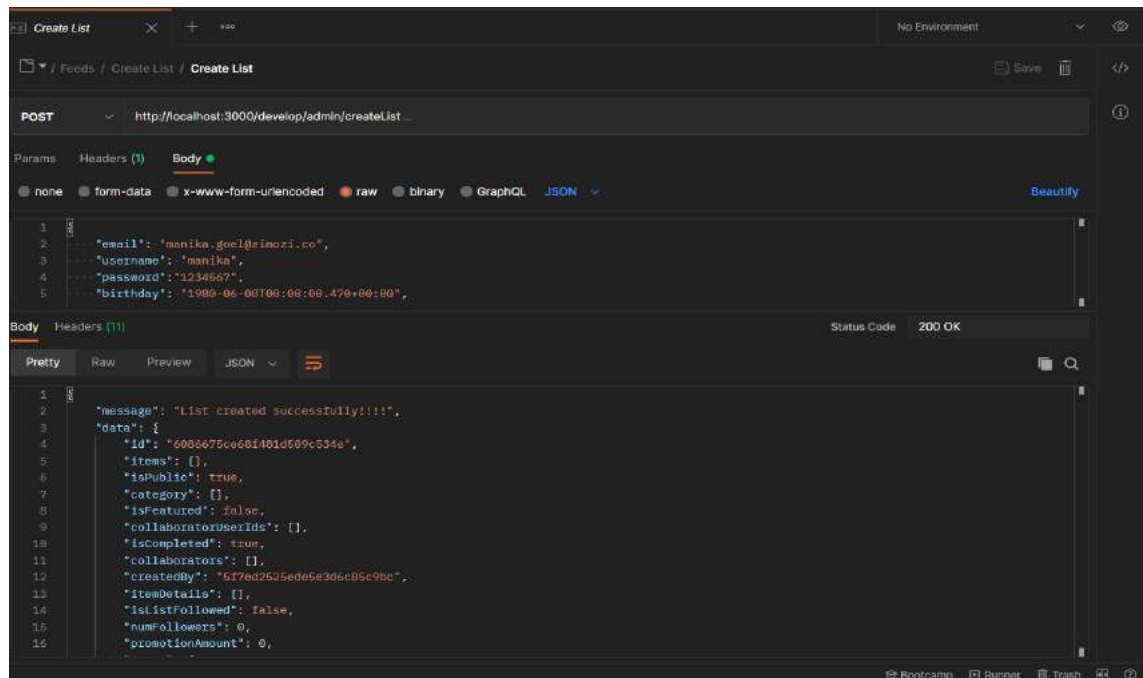 Create List
No Environment
/ Feeds / Create List / Create List
Save
POST
http://localhost:3000/develop/admin/createList ...
Params Headers (1) Body
none form-data x-www-form-urlencoded raw binary GraphQL JSON
Beautify
1 {
2 "email": "manika.goel@zimozi.co",
3 "username": "manika",
4 "password":"1234567",
5 "birthday": "1980-06-08T00:00:00.470+00:00",
Body Headers (11)
Status Code 200 OK
Pretty Raw Preview JSON
1 {
2 "message": "List created successfully!!!!",
3 "data": {
4 "id": "6086675ce68f481d509c534e",
5 "items": [],
6 "isPublic": true,
7 "category": [],
8 "isFeatured": false,
9 "collaboratorUserIds": [],
10 "isCompleted": true,
11 "collaborators": [],
12 "createdBy": "5f7ed2525ede5e3d6c85c9bc",
13 "itemDetails": [],
14 "isListFollowed": false,
15 "numFollowers": 0,
16 "promotionAmount": 0,
Bootcamp Runner Trash